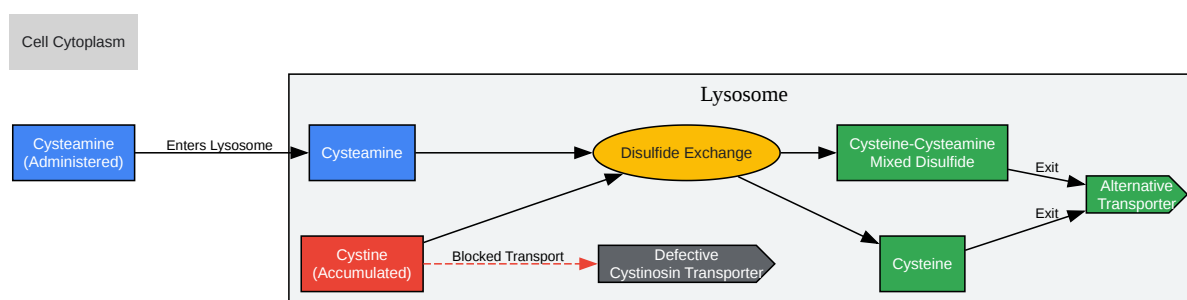 Cell Cytoplasm
Lysosome
Cysteamine
(Administered)
Enters Lysosome
Cysteamine
Disulfide Exchange
Cysteine-Cysteamine
Mixed Disulfide
Exit
Alternative
Transporter
Exit
Cystine
(Accumulated)
Blocked Transport
Defective
Cystinosin Transporter
Cysteine